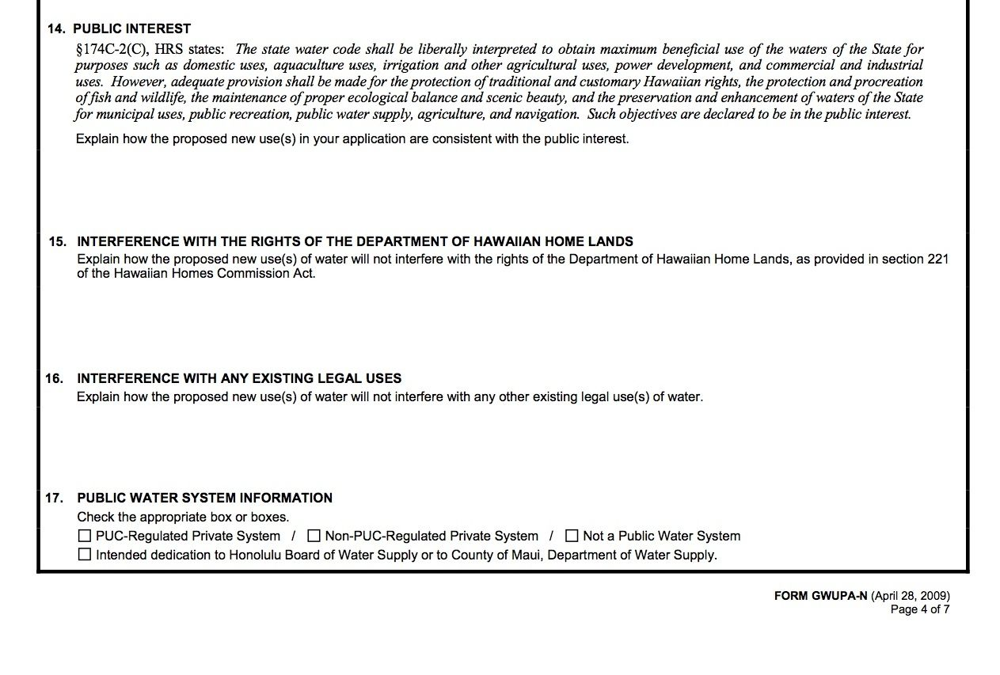 14. PUBLIC INTEREST
§174C-2(C), HRS states: The state water code shall be liberally interpreted to obtain maximum beneficial use of the waters of the State for
purposes such as domestic uses, aquaculture uses, irrigation and other agricultural uses, power development, and commercial and industrial
uses. However, adequate provision shall be made for the protection of traditional and customary Hawaiian rights, the protection and procreation
of fish and wildlife, the maintenance of proper ecological balance and scenic beauty, and the preservation and enhancement of waters of the State
for municipal uses, public recreation, public water supply, agriculture, and navigation. Such objectives are declared to be in the public interest.
Explain how the proposed new use(s) in your application are consistent with the public interest.
15. INTERFERENCE WITH THE RIGHTS OF THE DEPARTMENT OF HAWAIIAN HOME LANDS
Explain how the proposed new use(s) of water will not interfere with the rights of the Department of Hawaiian Home Lands, as provided in section 221
of the Hawaiian Homes Commission Act.
16. INTERFERENCE WITH ANY EXISTING LEGAL USES
Explain how the proposed new use(s) of water will not interfere with any other existing legal use(s) of water.
17. PUBLIC WATER SYSTEM INFORMATION
Check the appropriate box or boxes.
☐ PUC-Regulated Private System / ☐ Non-PUC-Regulated Private System / ☐ Not a Public Water System
☐ Intended dedication to Honolulu Board of Water Supply or to County of Maui, Department of Water Supply.
FORM GWUPA-N (April 28, 2009)
Page 4 of 7